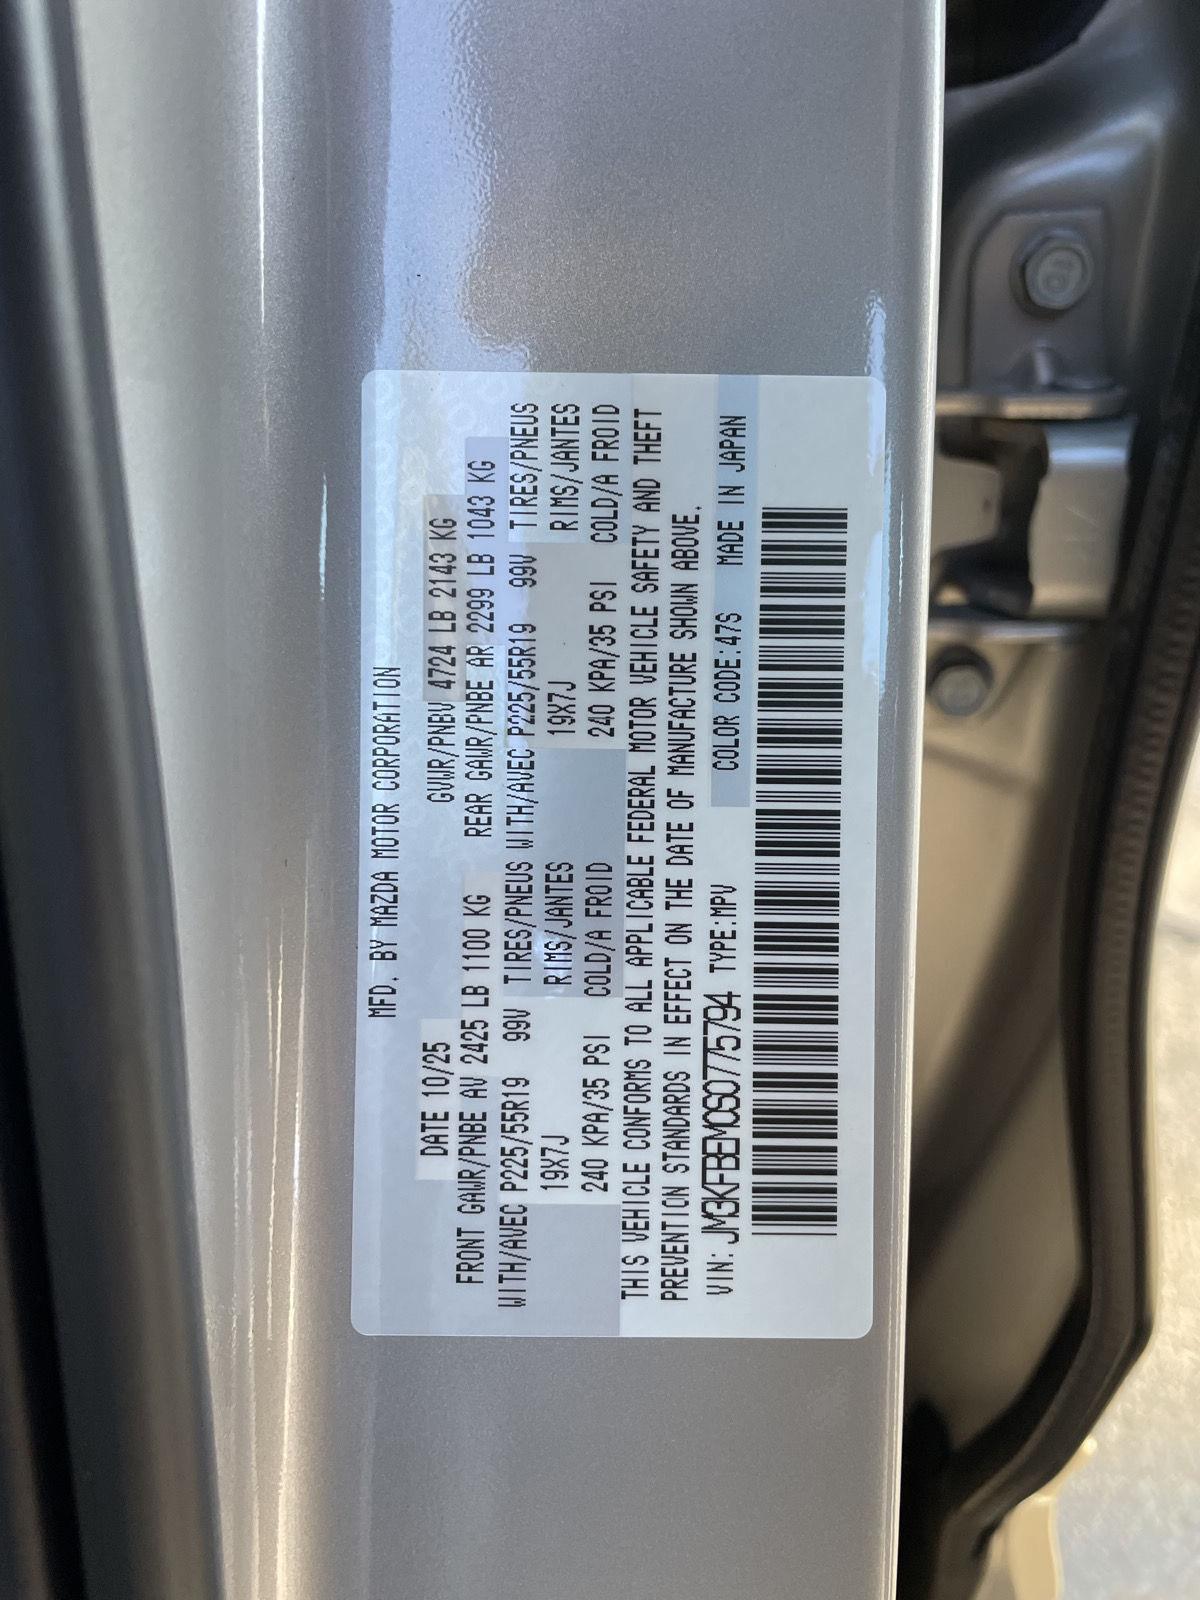 MFD. BY MAZDA MOTOR CORPORATION
DATE 10/25 GVWR/PNBV 4724 LB 2143 KG
FRONT GAWR/PNBE AV 2425 LB 1100 KG REAR GAWR/PNBE AR 2299 LB 1043 KG
WITH/AVEC P225/55R19 99V TIRES/PNEUS WITH/AVEC P225/55R19 99V TIRES/PNEUS
19X7J RIMS/JANTES 19X7J RIMS/JANTES
240 KPA/35 PSI COLD/A FROID 240 KPA/35 PSI COLD/A FROID
THIS VEHICLE CONFORMS TO ALL APPLICABLE FEDERAL MOTOR VEHICLE SAFETY AND THEFT
PREVENTION STANDARDS IN EFFECT ON THE DATE OF MANUFACTURE SHOWN ABOVE.
VIN: JM3KFBEM0S0775794 TYPE:MPV COLOR CODE:47S MADE IN JAPAN